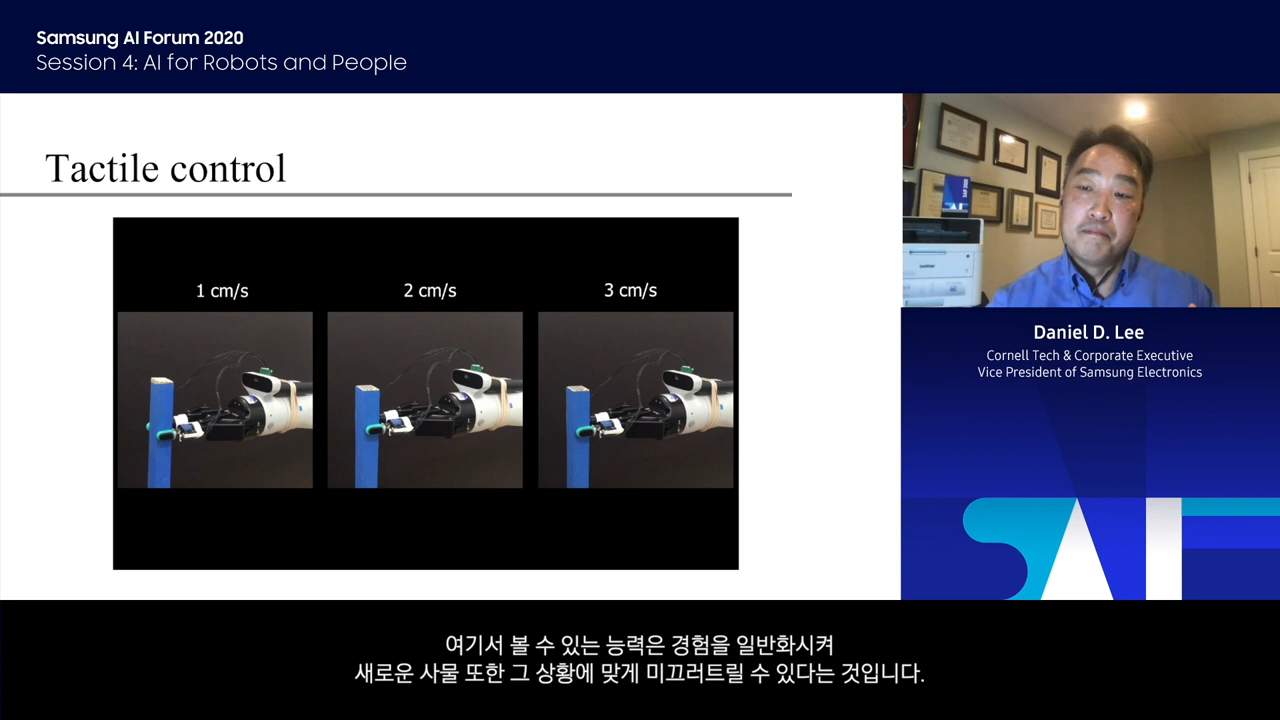 Samsung AI Forum 2020
Session 4: AI for Robots and People
Tactile control
1 cm/s
2 cm/s
3 cm/s
Daniel D. Lee
Cornell Tech & Corporate Executive
Vice President of Samsung Electronics
여기서 볼 수 있는 능력은 경험을 일반화시켜
새로운 사물 또한 그 상황에 맞게 미끄러트릴 수 있다는 것입니다.